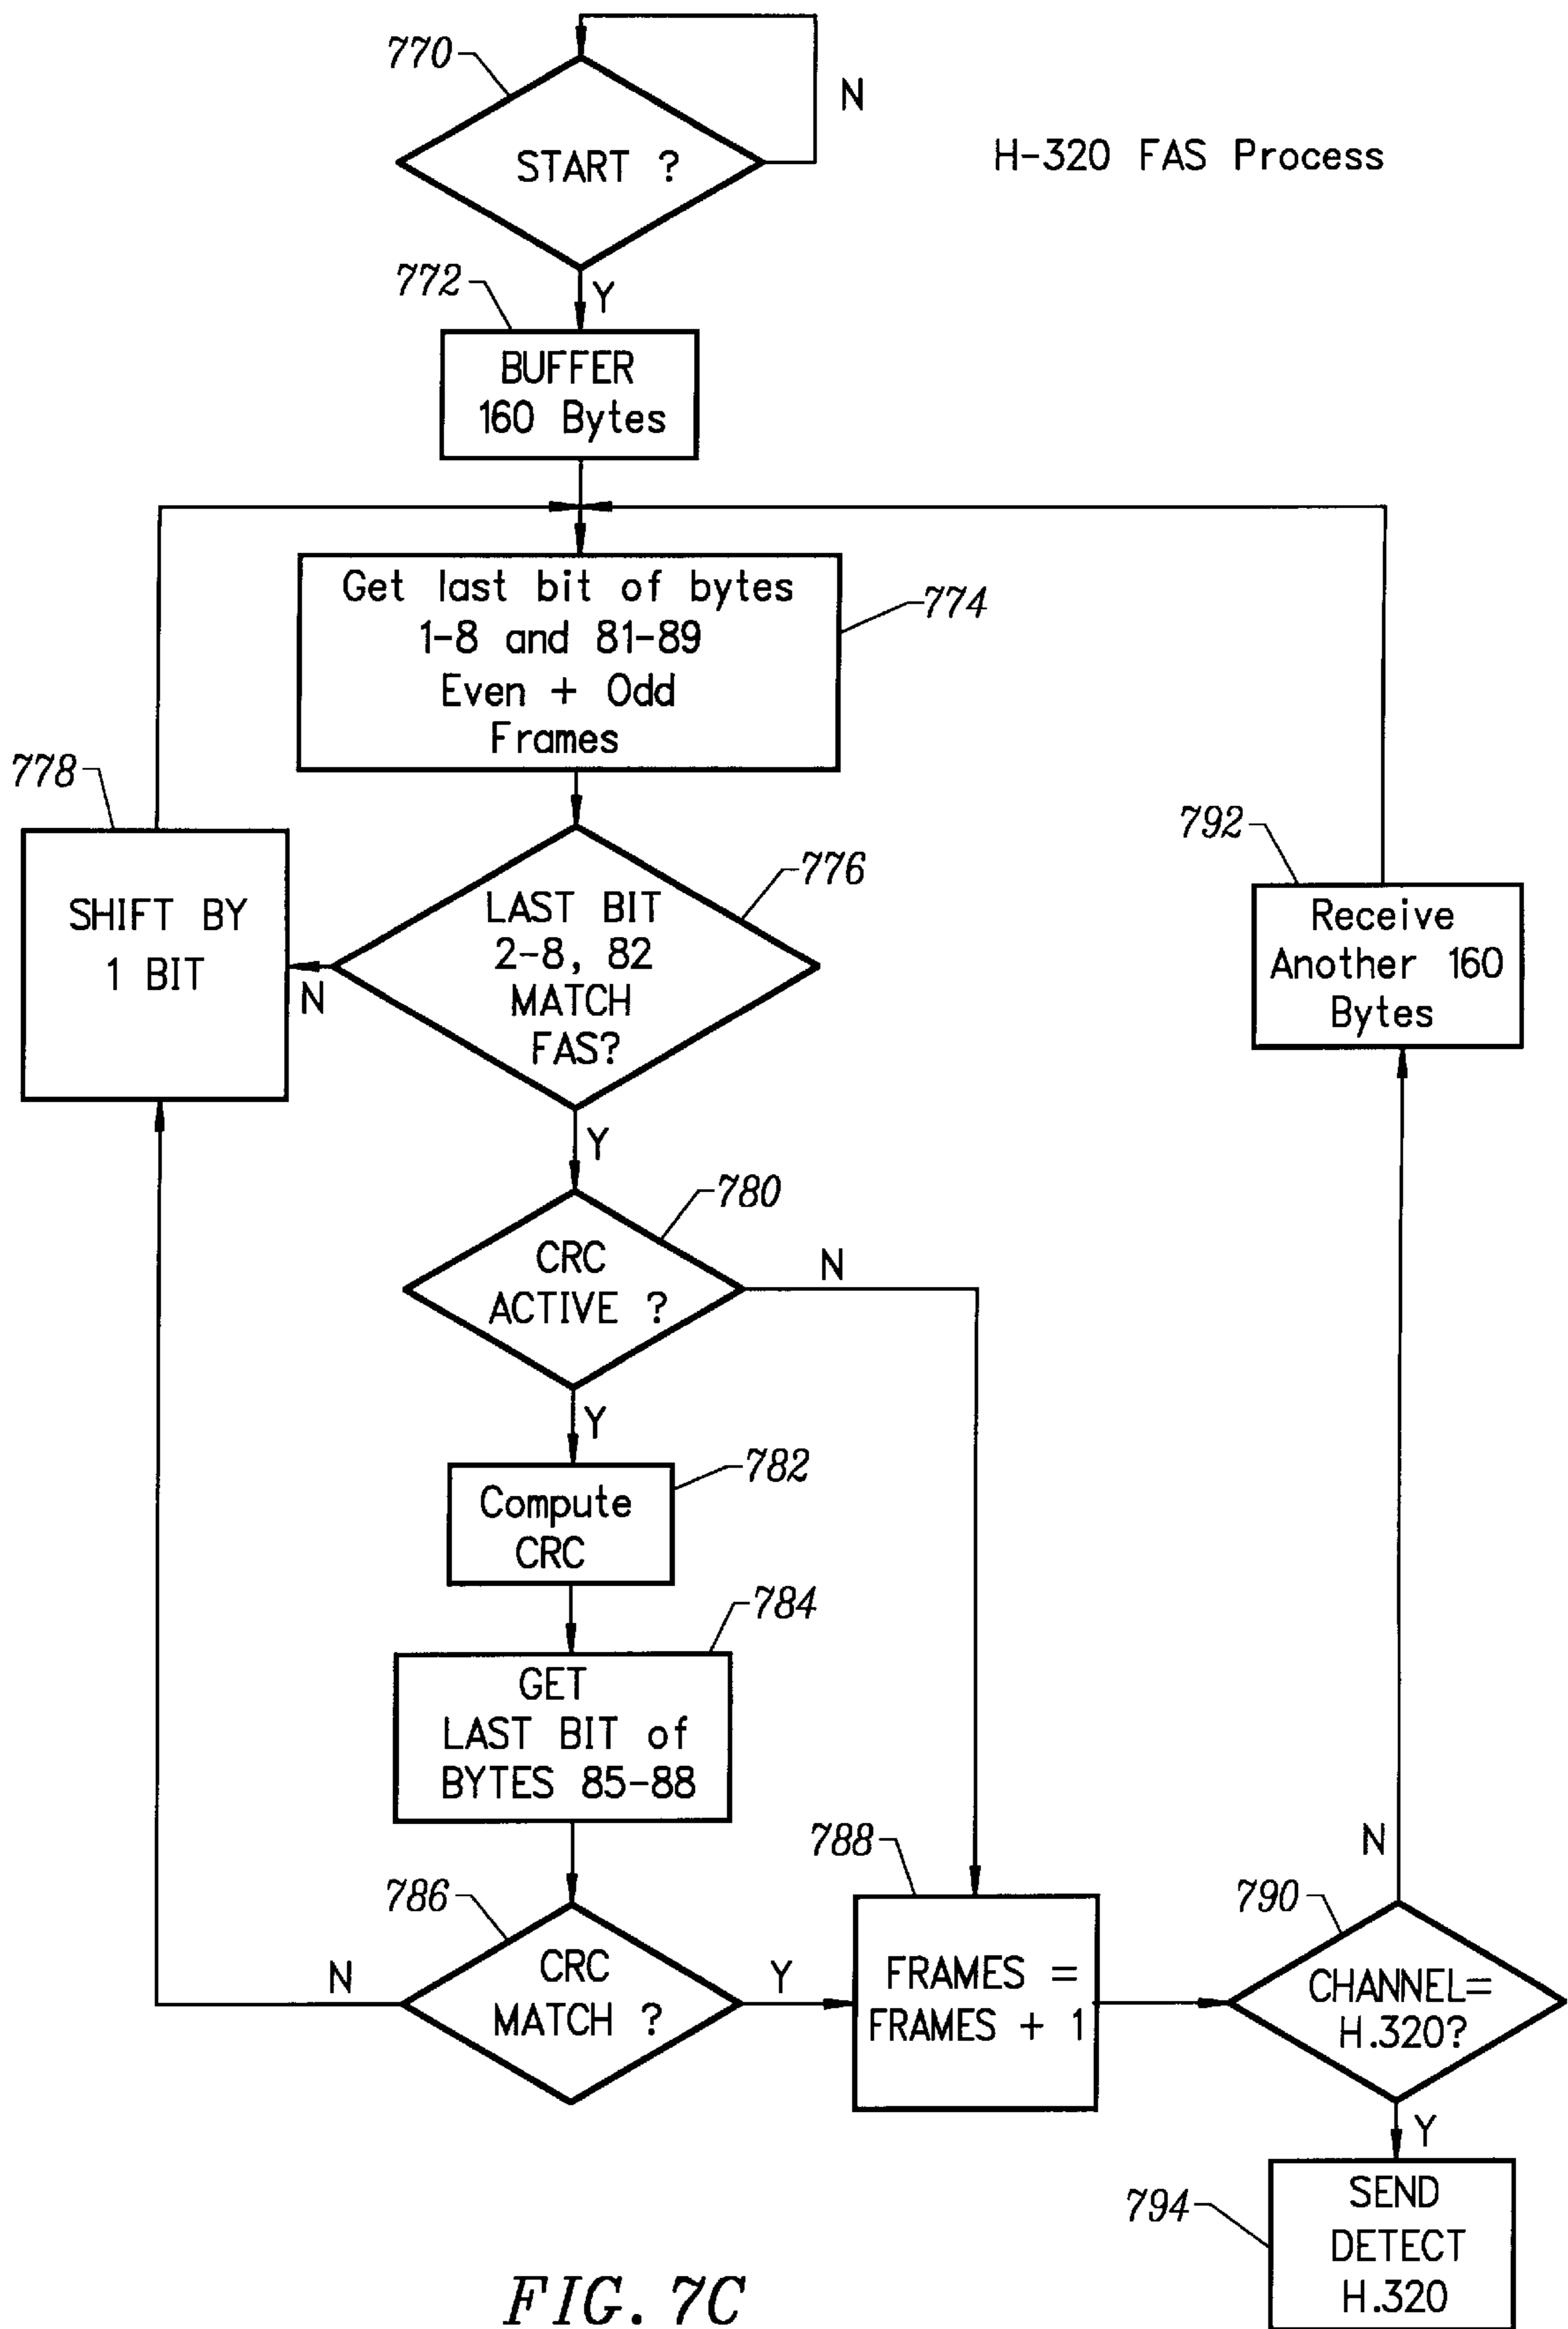 770
N
START ?
H-320 FAS Process
772
Y
BUFFER
160 Bytes
Get last bit of bytes
1-8 and 81-89
Even + Odd
Frames
774
778
SHIFT BY
1 BIT
776
LAST BIT
2-8, 82
MATCH
FAS?
N
792
Receive
Another 160
Bytes
Y
780
CRC
ACTIVE ?
N
Y
782
Compute
CRC
784
GET
LAST BIT of
BYTES 85-88
786
CRC
MATCH ?
N
Y
788
FRAMES =
FRAMES + 1
N
790
CHANNEL=
H.320?
Y
794
SEND
DETECT
H.320
FIG. 7C